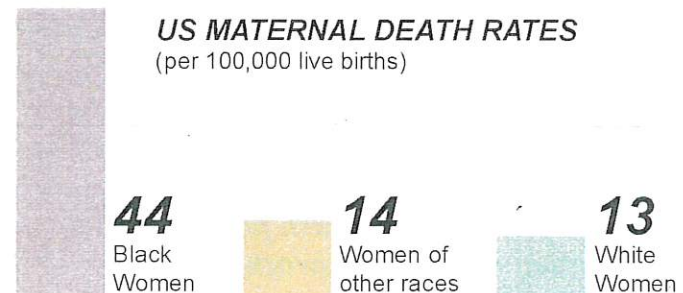 US MATERNAL DEATH RATES
(per 100,000 live births)
44
Black
Women
14
Women of
other races
13
White
Women